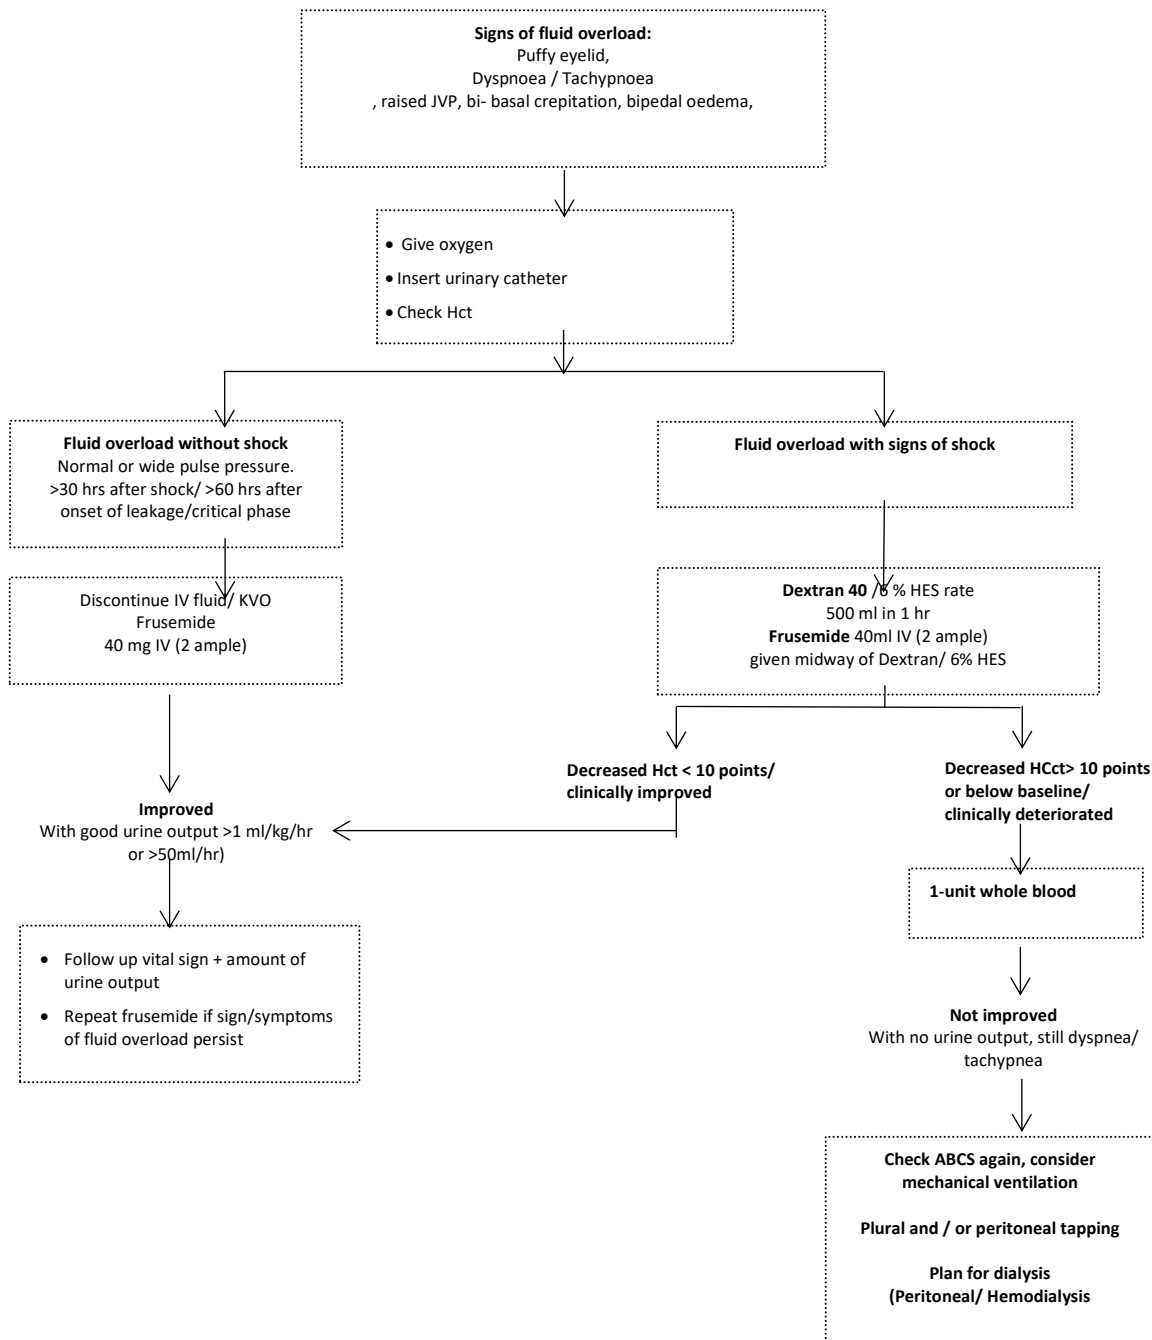 Signs of fluid overload:
Puffy eyelid,
Dyspnoea / Tachypnoea
, raised JVP, bi- basal crepitation, bipedal oedema,
• Give oxygen
• Insert urinary catheter
• Check Hct
Fluid overload without shock
Normal or wide pulse pressure.
>30 hrs after shock/ >60 hrs after
onset of leakage/critical phase
Fluid overload with signs of shock
Discontinue IV fluid/ KVO
Frusemide
40 mg IV (2 ample)
Dextran 40 /6 % HES rate
500 ml in 1 hr
Frusemide 40ml IV (2 ample)
given midway of Dextran/ 6% HES
Decreased Hct < 10 points/
clinically improved
Decreased HCct> 10 points
or below baseline/
clinically deteriorated
Improved
With good urine output >1 ml/kg/hr
or >50ml/hr)
1-unit whole blood
• Follow up vital sign + amount of
urine output
• Repeat frusemide if sign/symptoms
of fluid overload persist
Not improved
With no urine output, still dyspnea/
tachypnea
Check ABCS again, consider
mechanical ventilation
Plural and / or peritoneal tapping
Plan for dialysis
(Peritoneal/ Hemodialysis